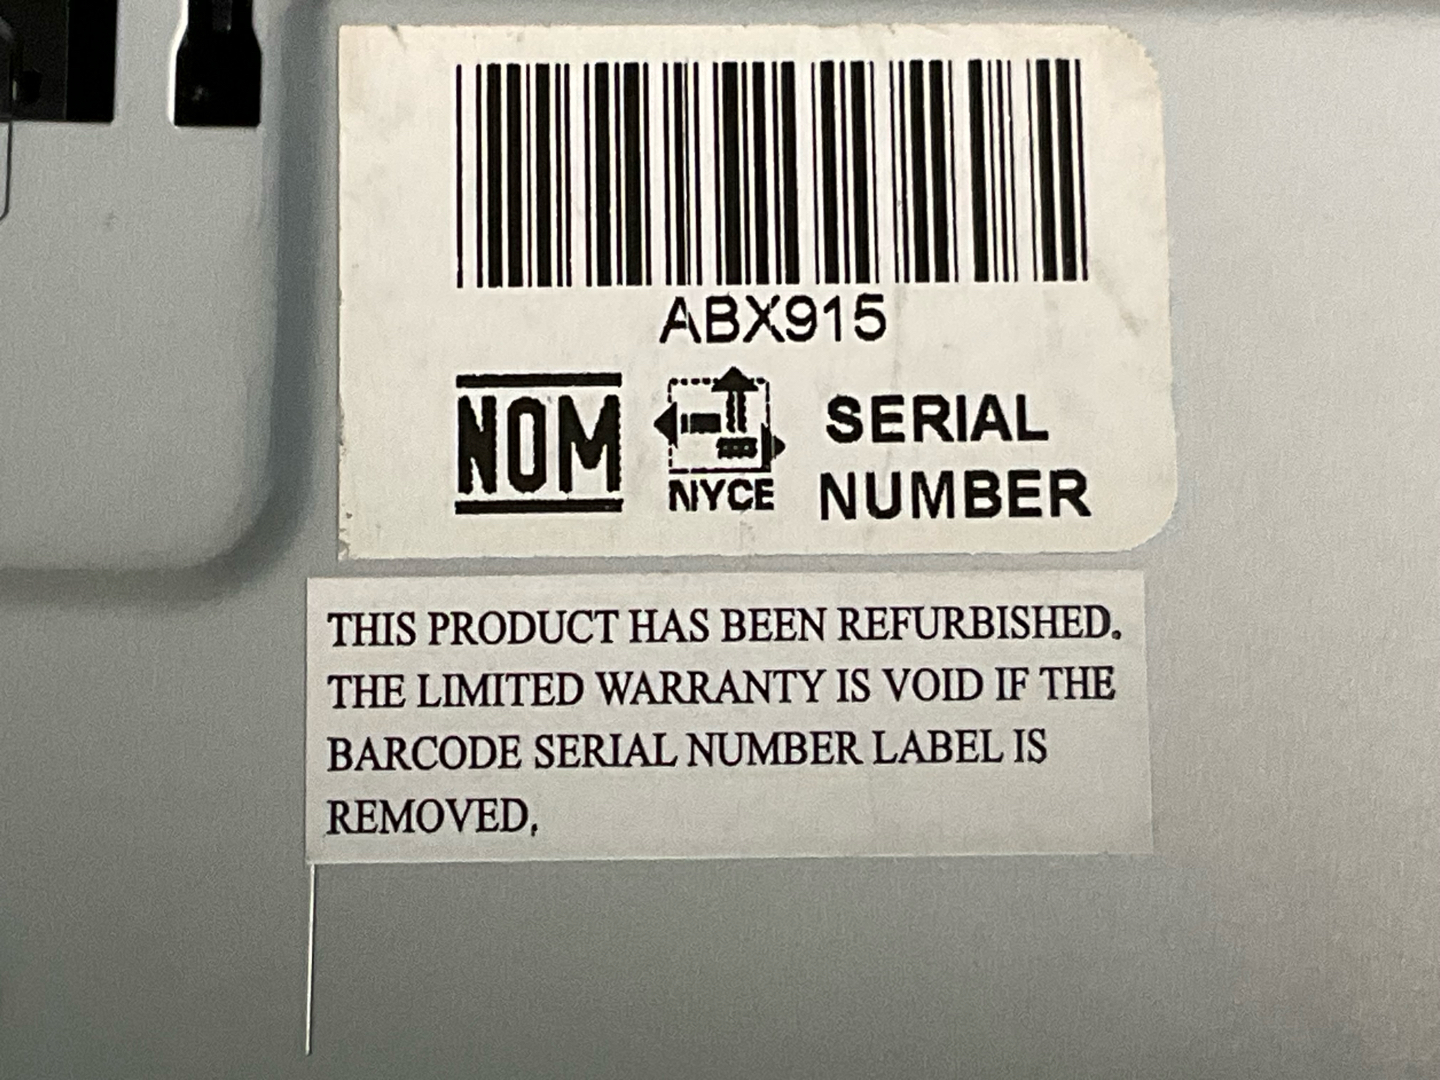 ABX915
NOM
NYCE
SERIAL
NUMBER
THIS PRODUCT HAS BEEN REFURBISHED.
THE LIMITED WARRANTY IS VOID IF THE
BARCODE SERIAL NUMBER LABEL IS
REMOVED,